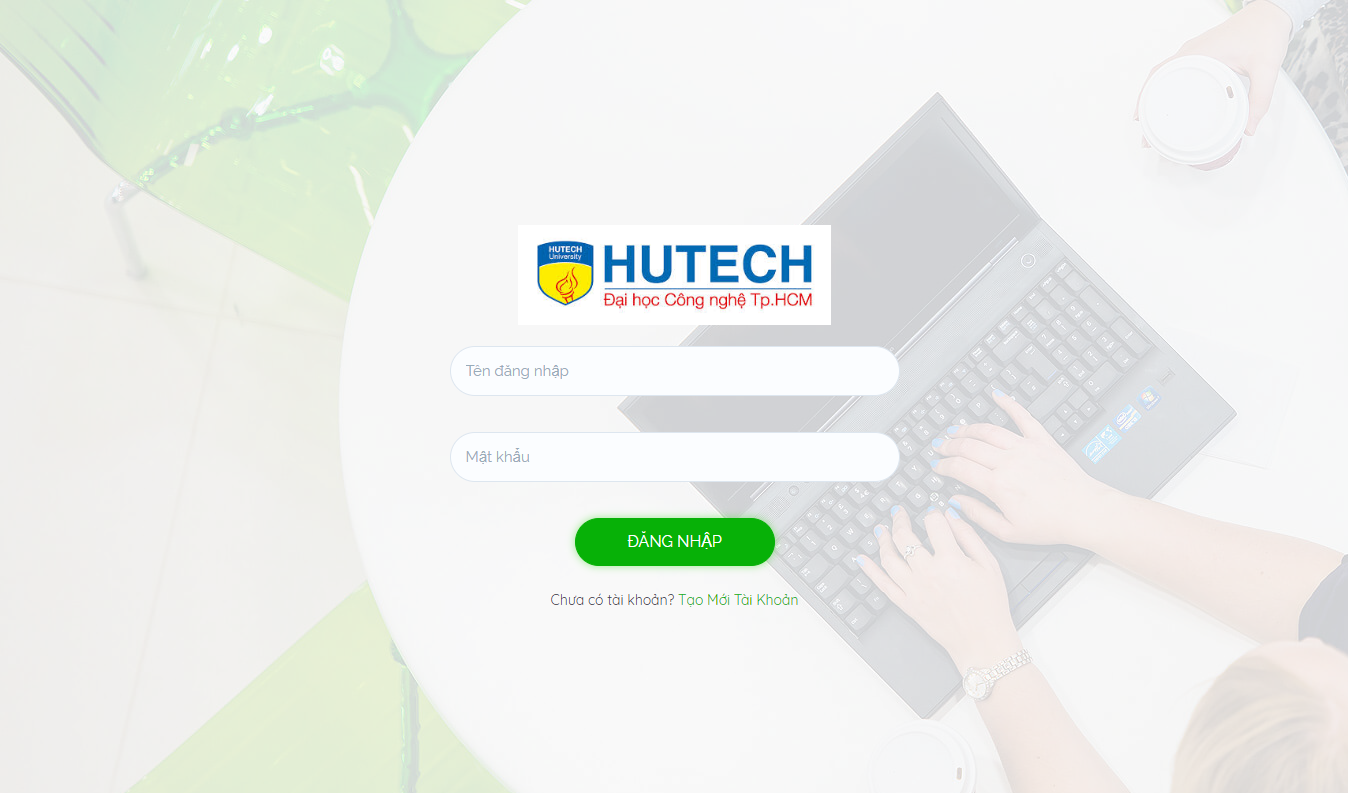 HUTECH
University
HUTECH
Đại học Công nghệ Tp.HCM
Tên đăng nhập
Mật khẩu
ĐĂNG NHẬP
Chưa có tài khoản? Tạo Mới Tài Khoản